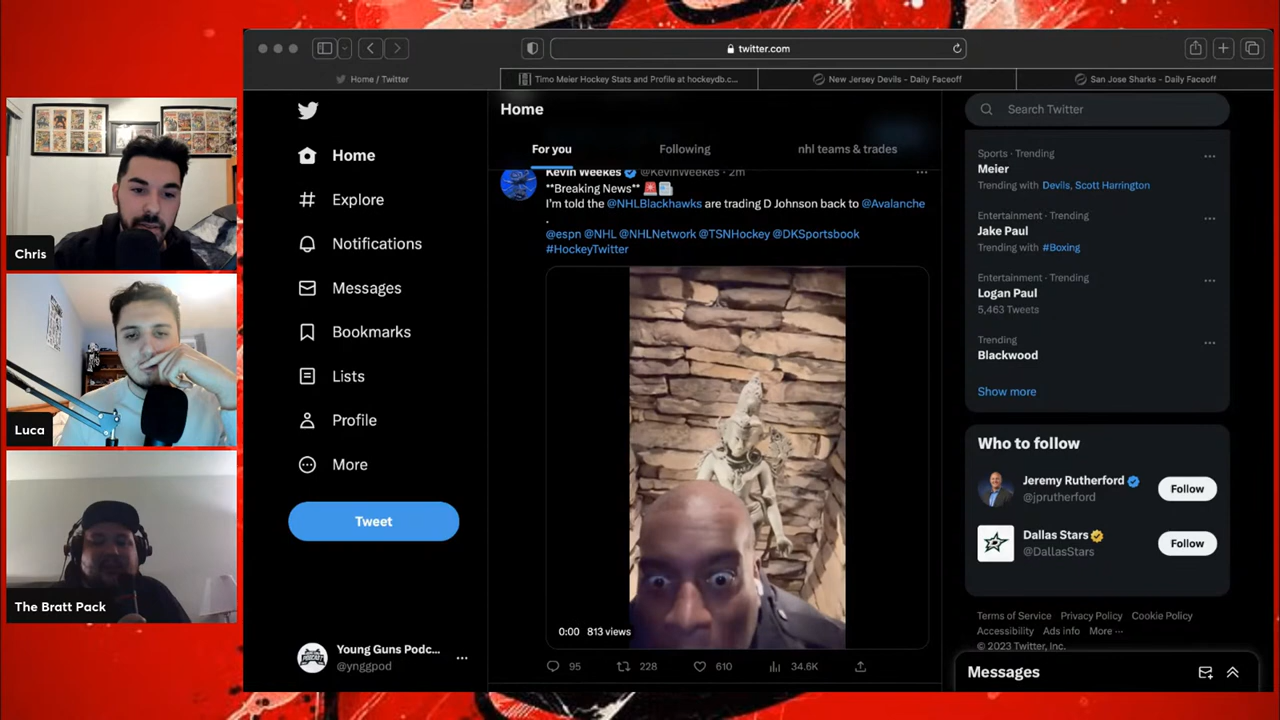 twitter.com
Home / Twitter
Timo Meier Hockey Stats and Profile at hockeydb.c...
New Jersey Devils - Daily Faceoff
San Jose Sharks - Daily Faceoff
Home
Explore
Notifications
Messages
Bookmarks
Lists
Profile
More
Tweet
Young Guns Podc...
@ynggpod
Home
For you
Following
nhl teams & trades
Kevin Weekes @KevinWeekes · 2m
**Breaking News**
I'm told the @NHLBlackhawks are trading D Johnson back to @Avalanche
.
@espn @NHL @NHLNetwork @TSNHockey @DKSportsbook
#HockeyTwitter
0:00 813 views
95 228 610 34.6K
Search Twitter
Sports · Trending
Meier
Trending with Devils, Scott Harrington
Entertainment · Trending
Jake Paul
Trending with #Boxing
Entertainment · Trending
Logan Paul
5,463 Tweets
Trending
Blackwood
Show more
Who to follow
Jeremy Rutherford
@jprutherford
Follow
Dallas Stars
@DallasStars
Follow
Terms of Service Privacy Policy Cookie Policy
Accessibility Ads info More ...
© 2023 Twitter, Inc.
Messages
Chris
Luca
The Bratt Pack